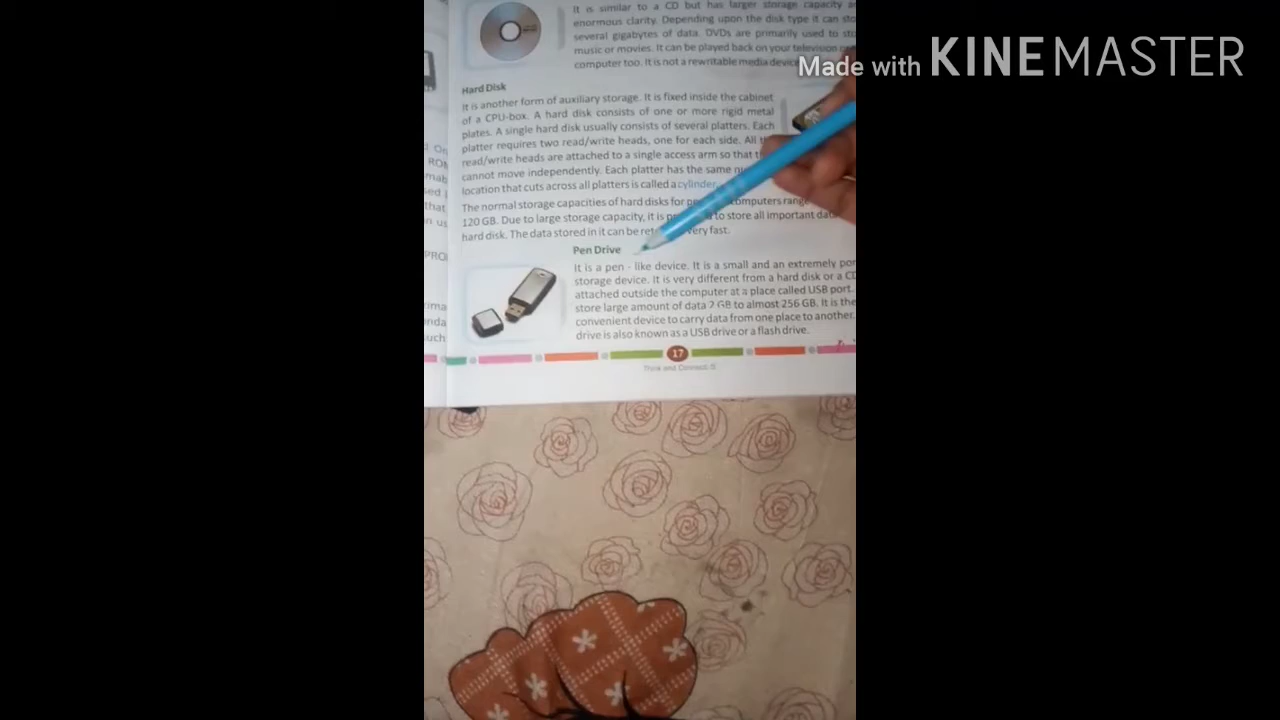 It is similar to a CD but has larger storage capacity
enormous clarity. Depending upon the disk type it can
several gigabytes of data. DVDs are primarily used to
music or movies. It can be played back on your television
computer too. It is not a rewritable media device
Made with KINEMASTER
Hard Disk
It is another form of auxiliary storage. It is fixed inside the cabinet
of a CPU-box. A hard disk consists of one or more rigid metal
plates. A single hard disk usually consists of several platters. Each
platter requires two read/write heads, one for each side. All
read/write heads are attached to a single access arm so that
cannot move independently. Each platter has the same
location that cuts across all platters is called a cylinder.
The normal storage capacities of hard disks for computers range
120 GB. Due to large storage capacity, it is to store all important
hard disk. The data stored in it can be very fast.
Pen Drive
It is a pen - like device. It is a small and an extremely
storage device. It is very different from a hard disk or a
attached outside the computer at a place called USB port.
store large amount of data 2 GB to almost 256 GB. It is the
convenient device to carry data from one place to another.
drive is also known as a USB drive or a flash drive.
17
Think and Connect-5